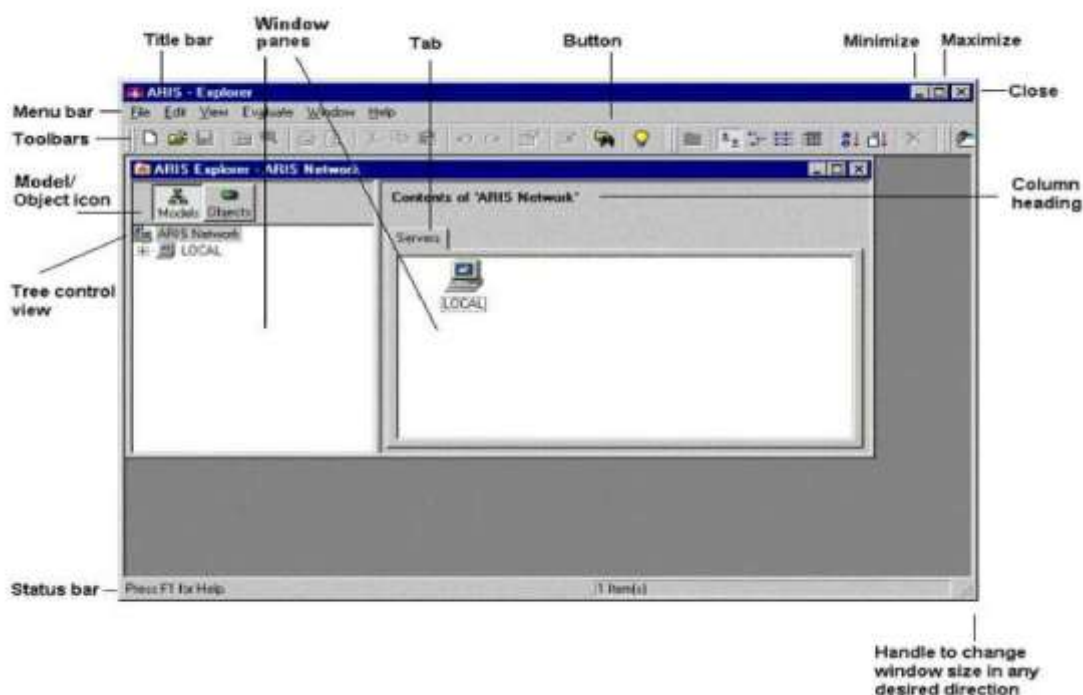 Window
Title bar
panes
Tab
Button
Minimize
Maximize
ARIS - Explorer
Close
Menu bar
File Edit View Evaluate Window Help
Toolbars
ARIS Explorer - ARIS Network
Model/
Object icon
Models Objects
Contents of 'ARIS Network'
Column
heading
ARIS Network
Servers
LOCAL
LOCAL
Tree control
view
Status bar
Press F1 for Help
1 Item(s)
Handle to change
window size in any
desired direction